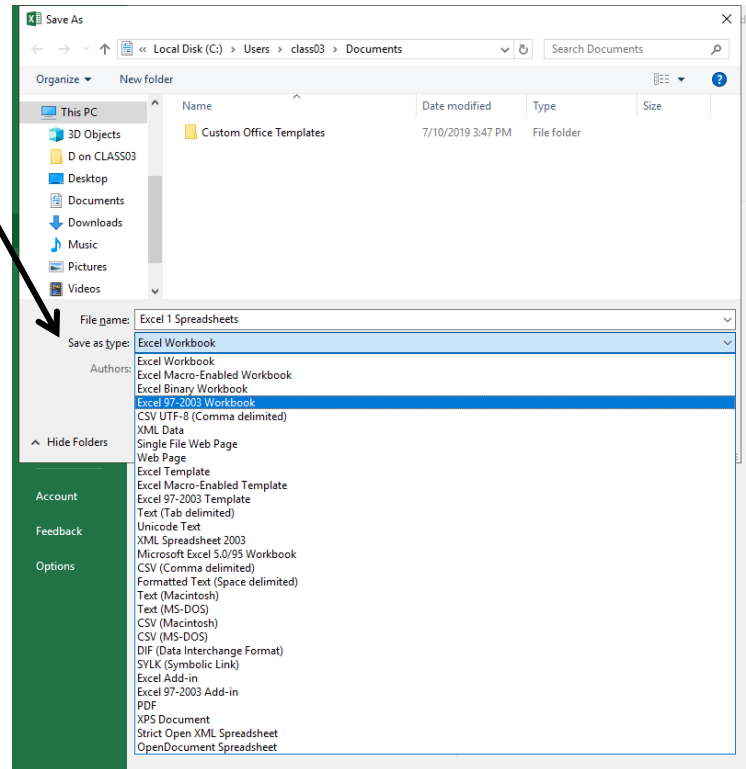 Save As
« Local Disk (C:) › Users › class03 › Documents
Search Documents
Organize
New folder
Name
Date modified
Type
Size
This PC
3D Objects
D on CLASS03
Desktop
Documents
Downloads
Music
Pictures
Videos
Custom Office Templates
7/10/2019 3:47 PM
File folder
File name: Excel 1 Spreadsheets
Save as type: Excel Workbook
Authors:
Excel Workbook
Excel Macro-Enabled Workbook
Excel Binary Workbook
Excel 97-2003 Workbook
CSV UTF-8 (Comma delimited)
XML Data
Single File Web Page
Web Page
Excel Template
Excel Macro-Enabled Template
Excel 97-2003 Template
Text (Tab delimited)
Unicode Text
XML Spreadsheet 2003
Microsoft Excel 5.0/95 Workbook
CSV (Comma delimited)
Formatted Text (Space delimited)
Text (Macintosh)
Text (MS-DOS)
CSV (Macintosh)
CSV (MS-DOS)
DIF (Data Interchange Format)
SYLK (Symbolic Link)
Excel Add-in
Excel 97-2003 Add-in
PDF
XPS Document
Strict Open XML Spreadsheet
OpenDocument Spreadsheet
Hide Folders
Account
Feedback
Options